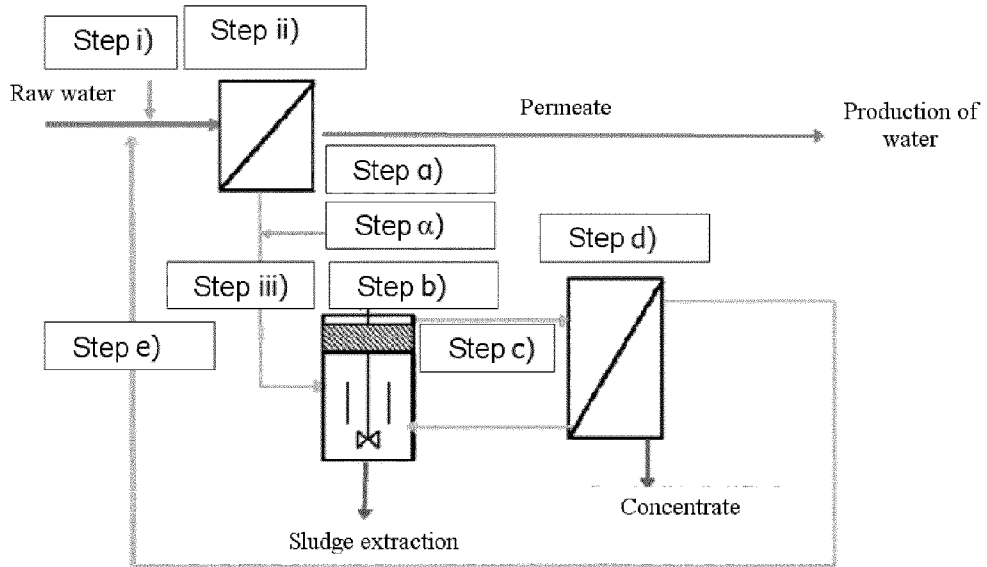 Step i)
Step ii)
Raw water
Permeate
Production of
water
Step a)
Step α)
Step d)
Step iii)
Step b)
Step e)
Step c)
Concentrate
Sludge extraction